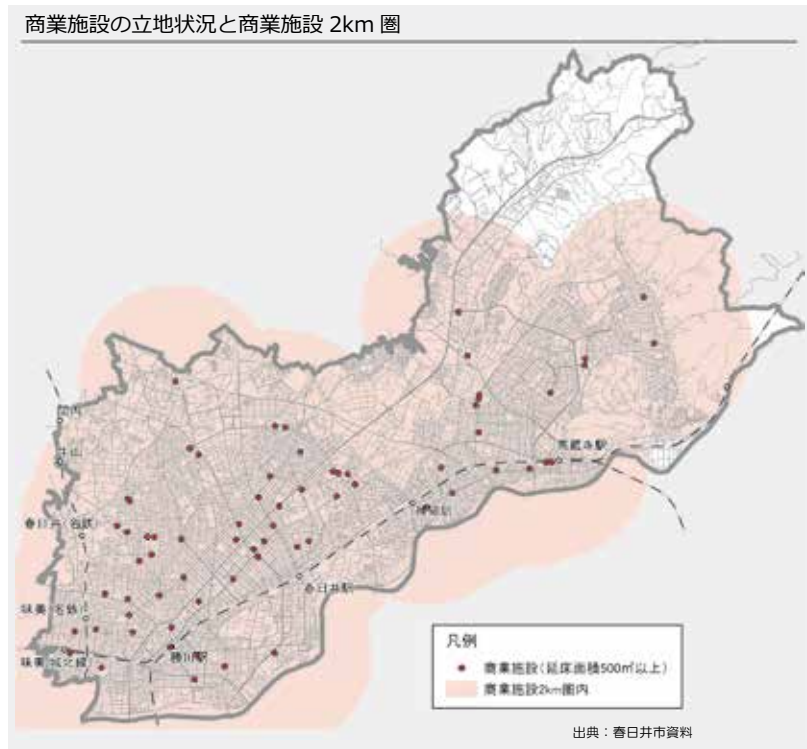 商業施設の立地状況と商業施設 2km 圏
春日井(名鉄)
神領駅
高蔵寺駅
春日井駅
味美(名鉄)
味美(城北線)
勝川駅
凡例
商業施設(延床面積500㎡以上)
商業施設2km圏内
出典:春日井市資料